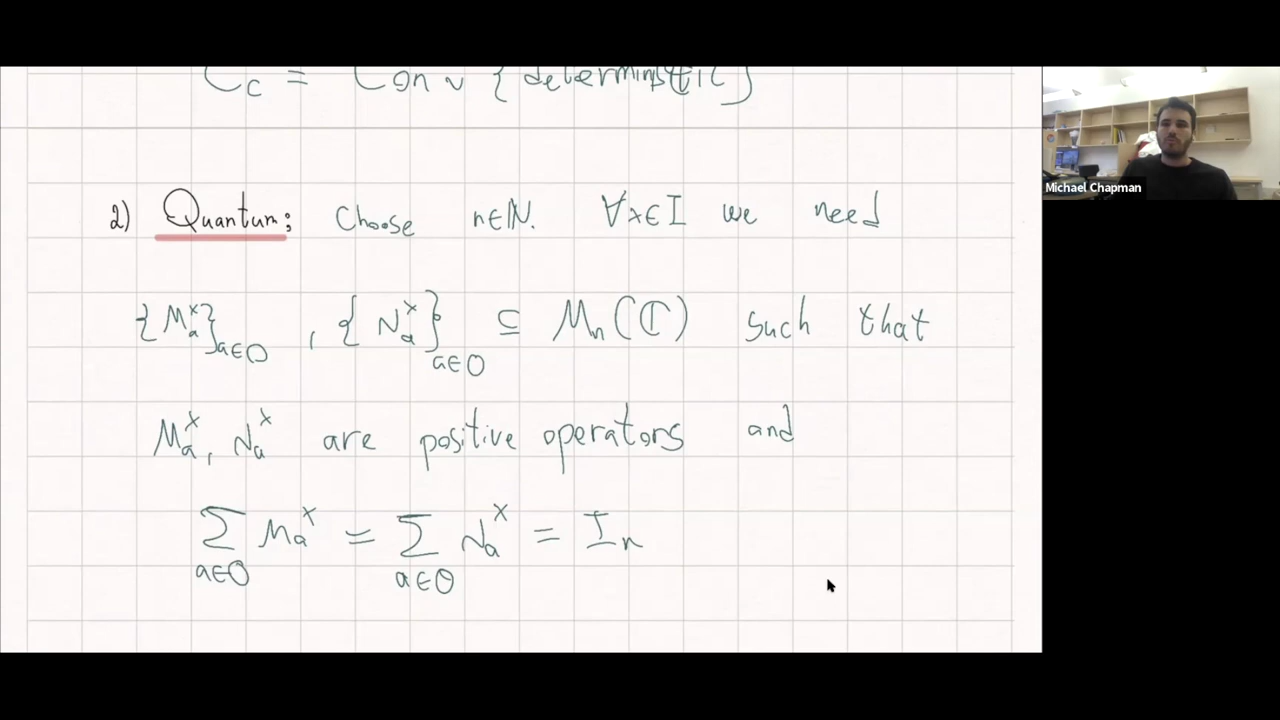 C_c = Conv {deterministic}
2) Quantum: Choose n∈ℕ. ∀x∈I we need
{M_a^x}_{a∈O}, {N_a^x}_{a∈O} ⊆ M_n(ℂ) such that
M_a^x, N_a^x are positive operators and
∑_{a∈O} M_a^x = ∑_{a∈O} N_a^x = I_n
Michael Chapman